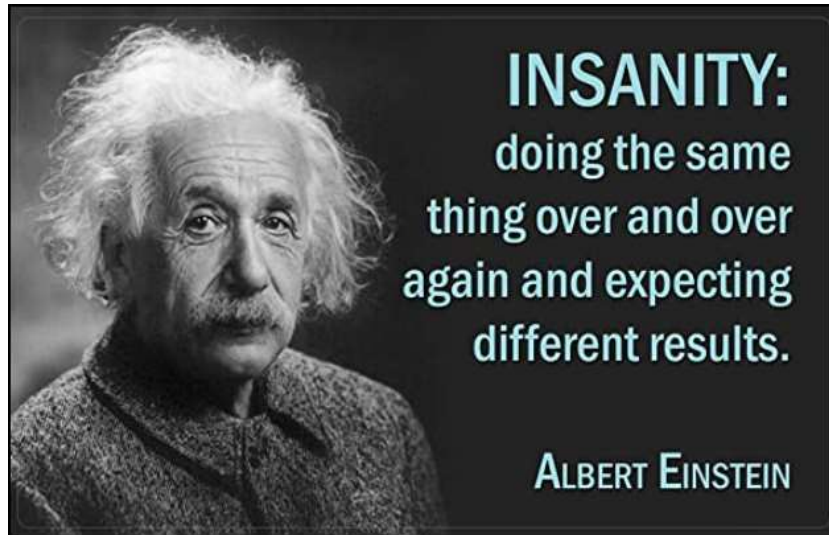 INSANITY:
doing the same
thing over and over
again and expecting
different results.
ALBERT EINSTEIN